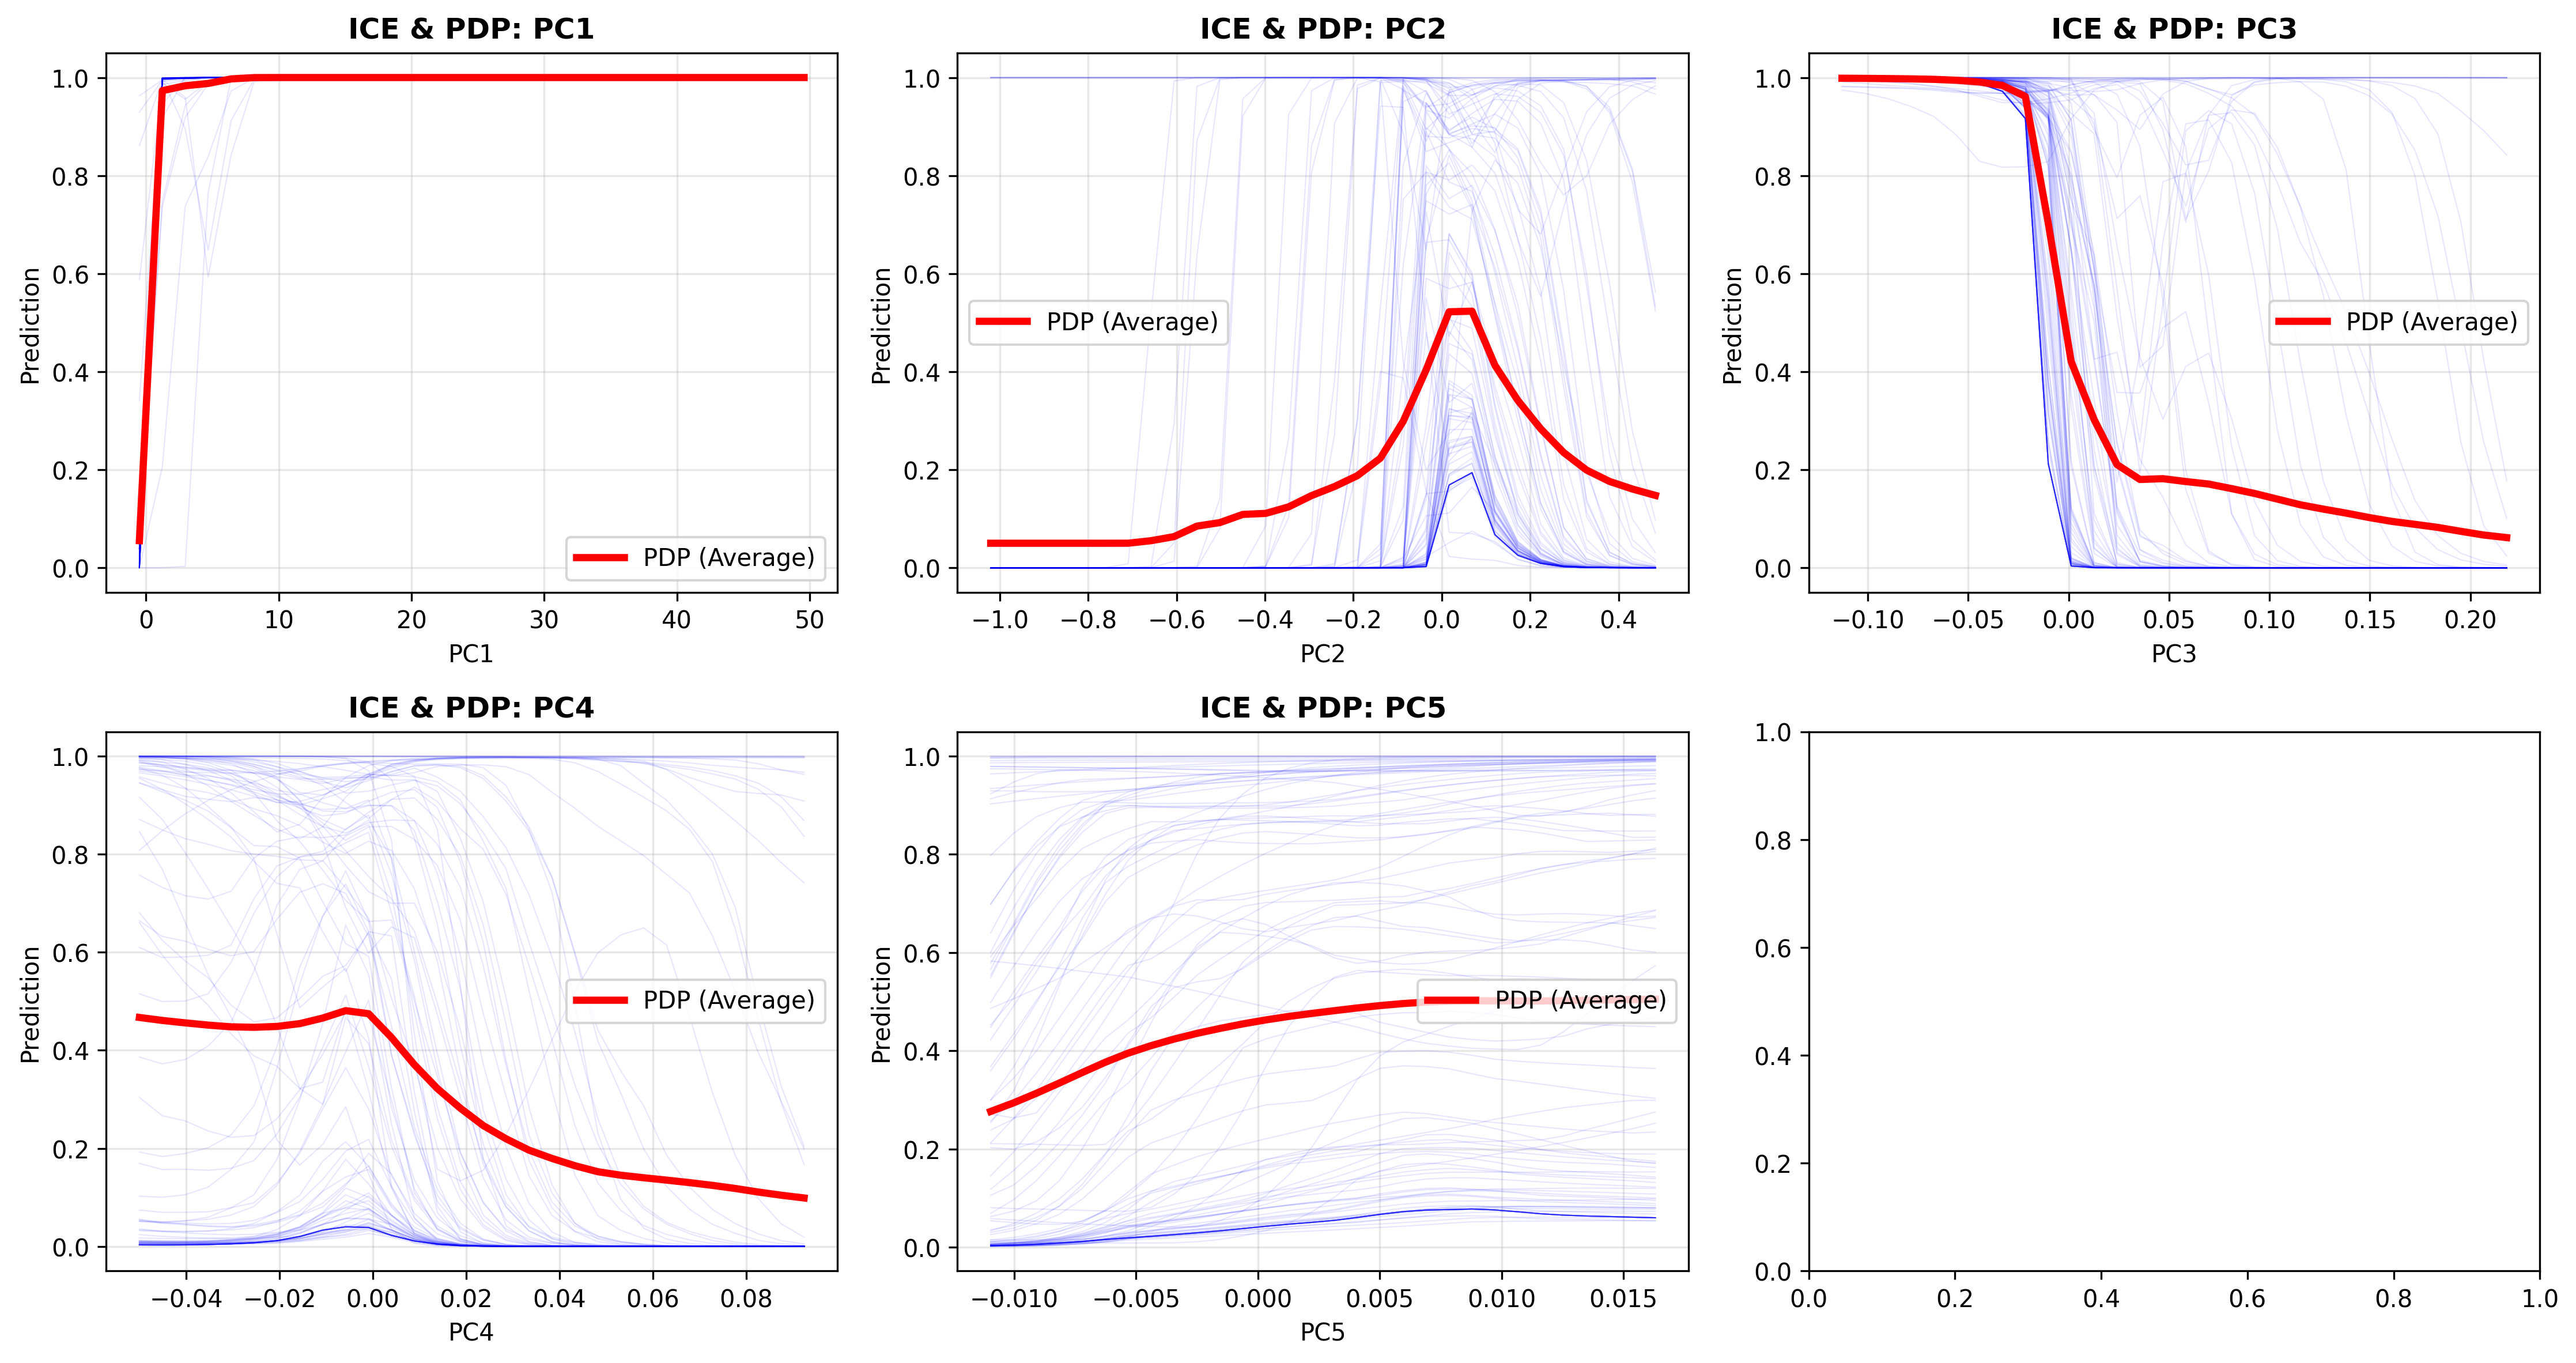 ICE & PDP: PC1
1.0
0.8
0.6
0.4
0.2
0.0
Prediction
PDP (Average)
0 10 20 30 40 50
PC1
ICE & PDP: PC2
1.0
0.8
0.6
0.4
0.2
0.0
Prediction
PDP (Average)
−1.0 −0.8 −0.6 −0.4 −0.2 0.0 0.2 0.4
PC2
ICE & PDP: PC3
1.0
0.8
0.6
0.4
0.2
0.0
Prediction
PDP (Average)
−0.10 −0.05 0.00 0.05 0.10 0.15 0.20
PC3
ICE & PDP: PC4
1.0
0.8
0.6
0.4
0.2
0.0
Prediction
PDP (Average)
−0.04 −0.02 0.00 0.02 0.04 0.06 0.08
PC4
ICE & PDP: PC5
1.0
0.8
0.6
0.4
0.2
0.0
Prediction
PDP (Average)
−0.010 −0.005 0.000 0.005 0.010 0.015
PC5
1.0
0.8
0.6
0.4
0.2
0.0
0.0 0.2 0.4 0.6 0.8 1.0